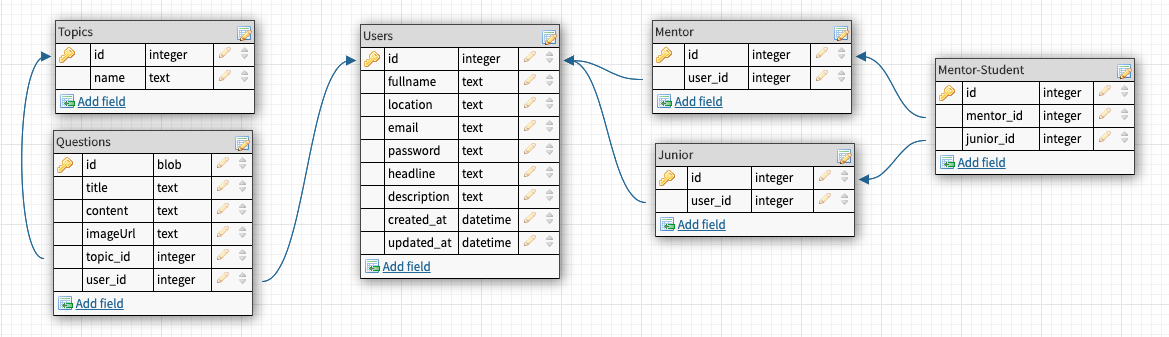 Topics
id integer
name text
Add field
Questions
id blob
title text
content text
imageUrl text
topic_id integer
user_id integer
Add field
Users
id integer
fullname text
location text
email text
password text
headline text
description text
created_at datetime
updated_at datetime
Add field
Mentor
id integer
user_id integer
Add field
Junior
id integer
user_id integer
Add field
Mentor-Student
id integer
mentor_id integer
junior_id integer
Add field